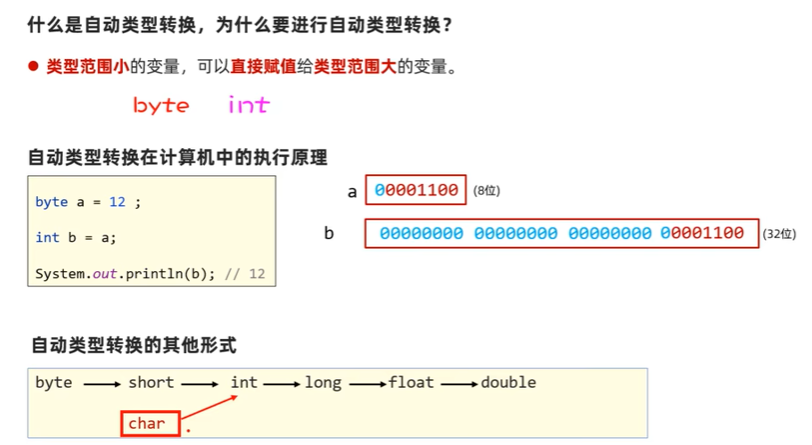 什么是自动类型转换，为什么要进行自动类型转换？
● 类型范围小的变量，可以直接赋值给类型范围大的变量。
byte int
自动类型转换在计算机中的执行原理
byte a = 12 ;
int b = a;
System.out.println(b); // 12
a 00001100 (8位)
b 00000000 00000000 00000000 00001100 (32位)
自动类型转换的其他形式
byte → short → int → long → float → double
char